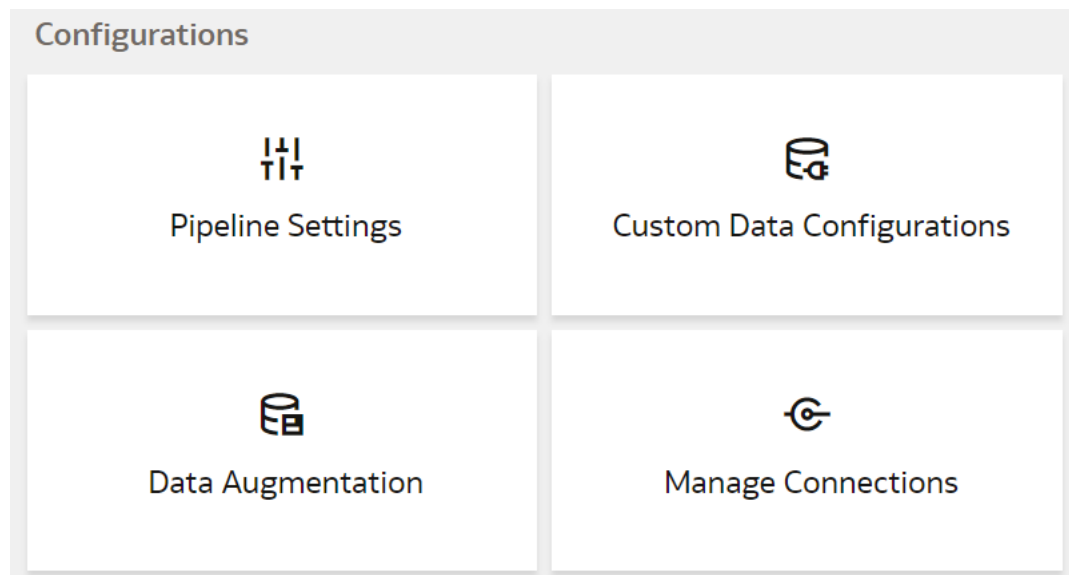 Configurations
Pipeline Settings
Custom Data Configurations
Data Augmentation
Manage Connections